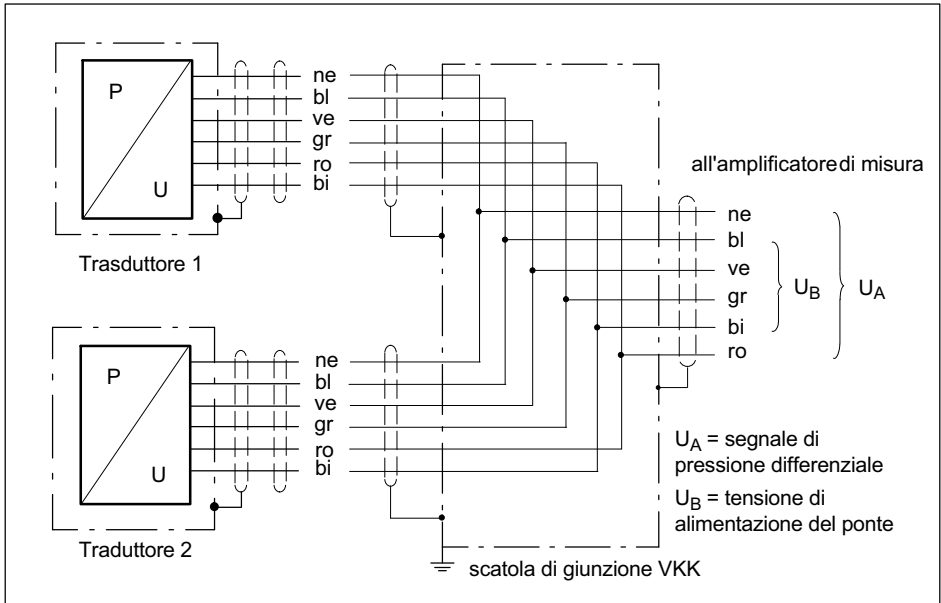 P
U
ne
bl
ve
gr
ro
bi
Trasduttore 1
P
U
ne
bl
ve
gr
ro
bi
Traduttore 2
scatola di giunzione VKK
all'amplificatore di misura
ne
bl
ve
gr
bi
ro
U_B
U_A
U_A = segnale di
pressione differenziale
U_B = tensione di
alimentazione del ponte